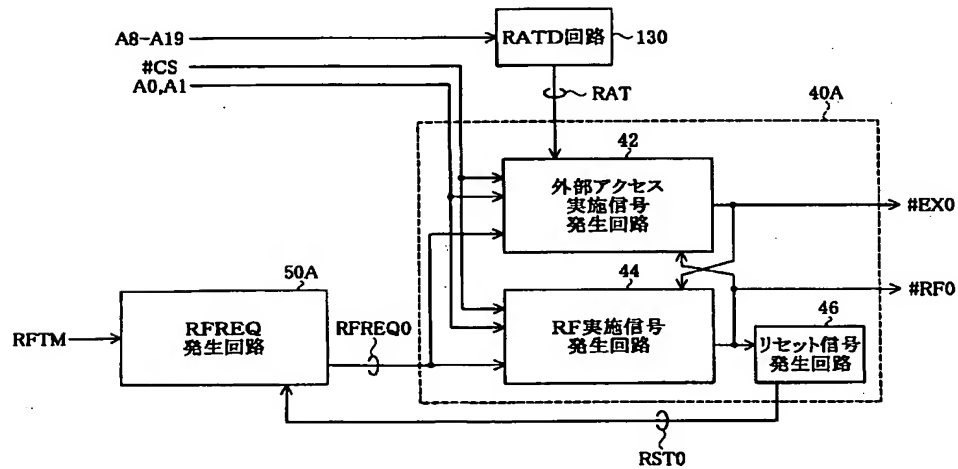 A8-A19
RATD回路
130
#CS
A0,A1
RAT
40A
42
外部アクセス
実施信号
発生回路
#EX0
50A
44
#RF0
RFTM
RFREQ
発生回路
RFREQ0
RF実施信号
発生回路
46
リセット信号
発生回路
RST0